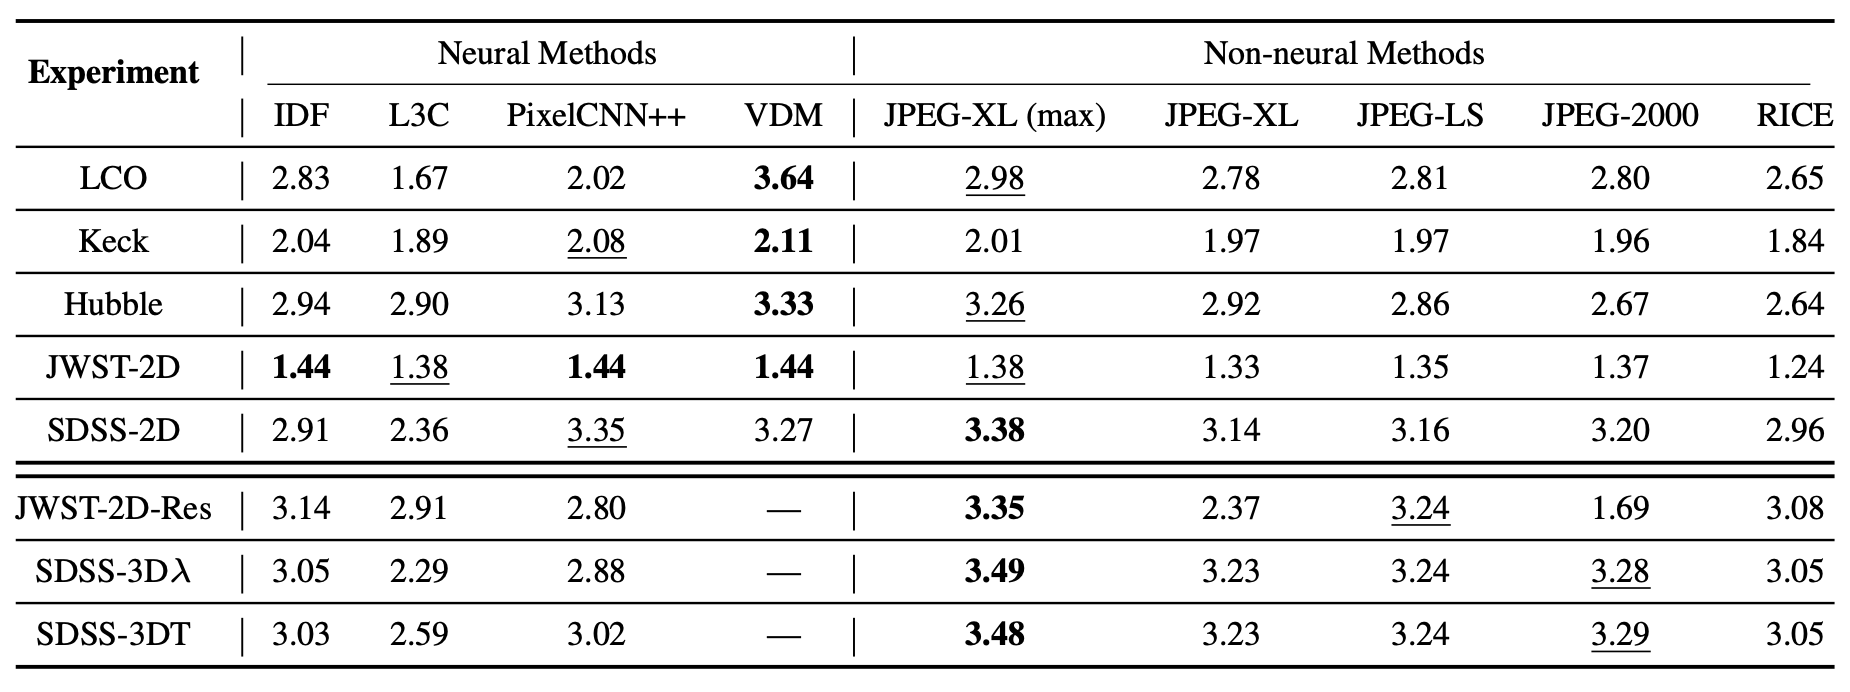 Experiment Neural Methods Non-neural Methods
IDF L3C PixelCNN++ VDM JPEG-XL (max) JPEG-XL JPEG-LS JPEG-2000 RICE
LCO 2.83 1.67 2.02 3.64 2.98 2.78 2.81 2.80 2.65
Keck 2.04 1.89 2.08 2.11 2.01 1.97 1.97 1.96 1.84
Hubble 2.94 2.90 3.13 3.33 3.26 2.92 2.86 2.67 2.64
JWST-2D 1.44 1.38 1.44 1.44 1.38 1.33 1.35 1.37 1.24
SDSS-2D 2.91 2.36 3.35 3.27 3.38 3.14 3.16 3.20 2.96
JWST-2D-Res 3.14 2.91 2.80 — 3.35 2.37 3.24 1.69 3.08
SDSS-3Dλ 3.05 2.29 2.88 — 3.49 3.23 3.24 3.28 3.05
SDSS-3DT 3.03 2.59 3.02 — 3.48 3.23 3.24 3.29 3.05